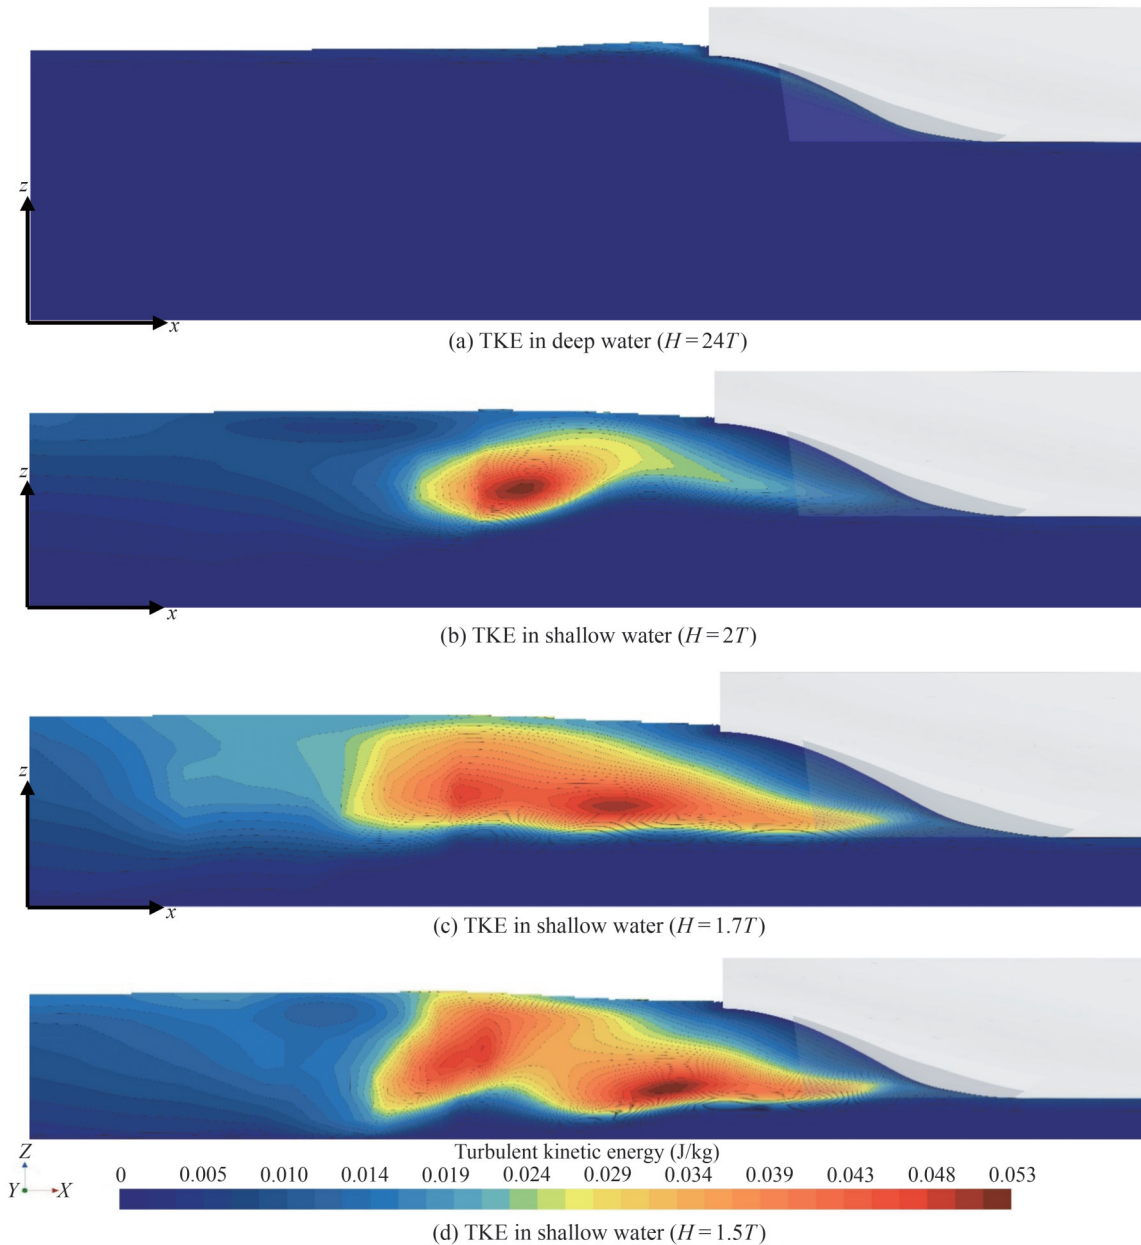 z
x
(a) TKE in deep water (H=24T)
z
x
(b) TKE in shallow water (H=2T)
z
x
(c) TKE in shallow water (H=1.7T)
Z
Y
X
Turbulent kinetic energy (J/kg)
0 0.005 0.010 0.014 0.019 0.024 0.029 0.034 0.039 0.043 0.048 0.053
(d) TKE in shallow water (H=1.5T)